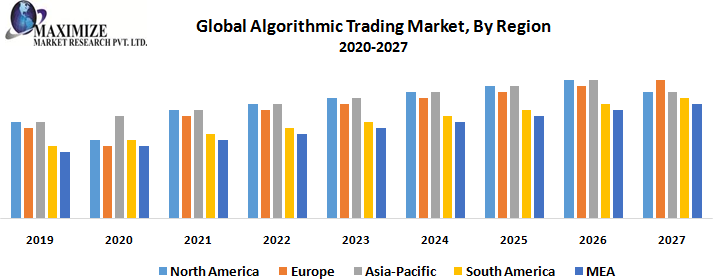 MAXIMIZE
MARKET RESEARCH PVT. LTD.
Global Algorithmic Trading Market, By Region
2020-2027
2019 2020 2021 2022 2023 2024 2025 2026 2027
North America Europe Asia-Pacific South America MEA